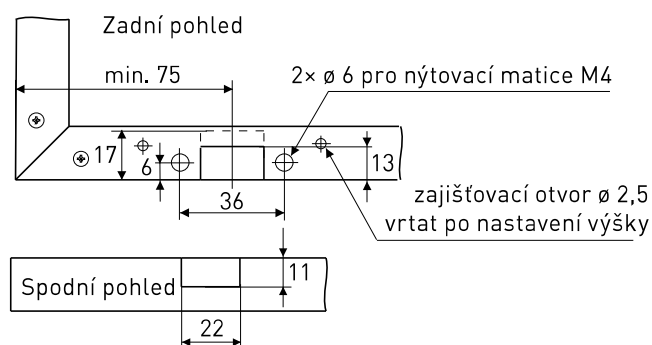 Zadní pohled
min. 75
2× ø 6 pro nýtovací matice M4
17
6
13
36
zajišťovací otvor ø 2,5
vrtat po nastavení výšky
11
Spodní pohled
22